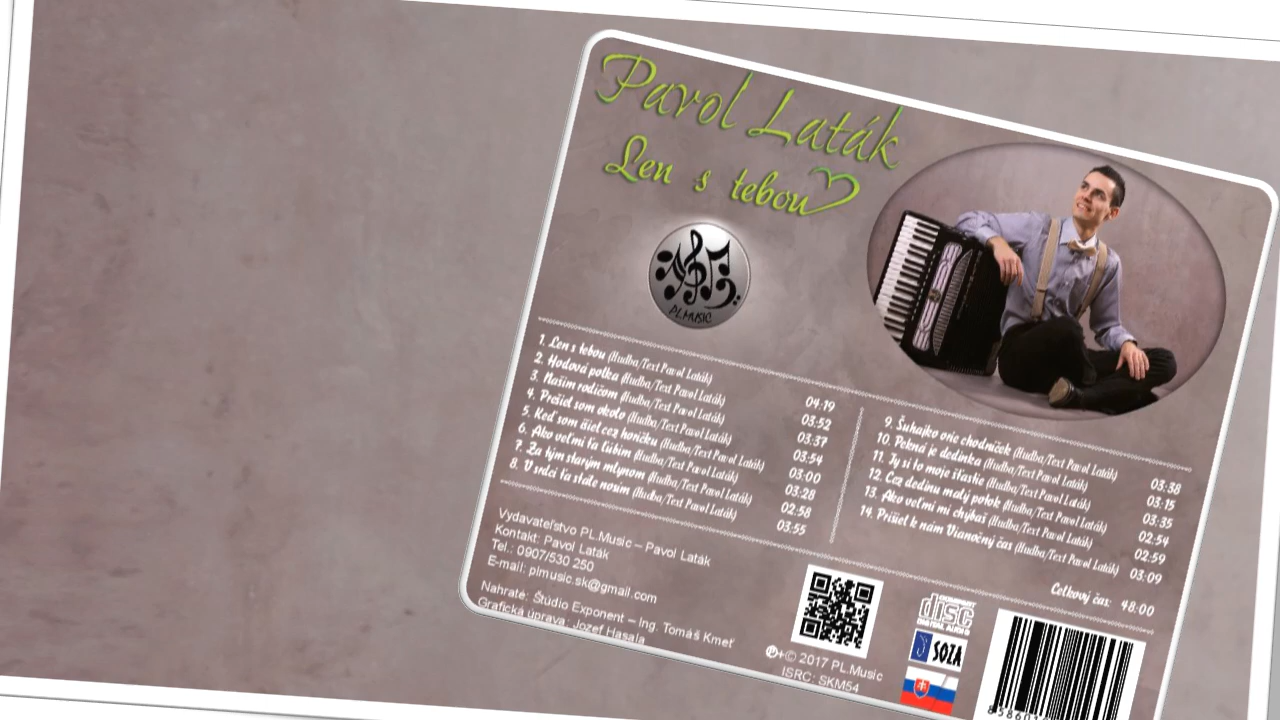 Pavol Laták
Len s tebou
PL.MUSIC
1. Len s tebou (Hudba/Text Pavol Laták) 04:19
2. Hodová polka (Hudba/Text Pavol Laták) 03:52
3. Našim rodičom (Hudba/Text Pavol Laták) 03:37
4. Prešiel som okolo (Hudba/Text Pavol Laták) 03:54
5. Keď som išiel cez horičku (Hudba/Text Pavol Laták) 03:00
6. Ako veľmi ťa ľúbim (Hudba/Text Pavol Laták) 03:28
7. Za tým starým mlynom (Hudba/Text Pavol Laták) 02:58
8. V srdci ťa stále nosím (Hudba/Text Pavol Laták) 03:55
9. Šuhajko orie chodníček (Hudba/Text Pavol Laták) 03:38
10. Pekná je dedinka (Hudba/Text Pavol Laták) 03:15
11. Ty si to moje šťastie (Hudba/Text Pavol Laták) 03:35
12. Cez dedinu malý potok (Hudba/Text Pavol Laták) 02:54
13. Ako veľmi mi chýbaš (Hudba/Text Pavol Laták) 02:59
14. Prišiel k nám Vianočný čas (Hudba/Text Pavol Laták) 03:09
Celkový čas: 48:00
Vydavateľstvo PL.Music – Pavol Laták
Kontakt: Pavol Laták
Tel.: 0907/530 250
E-mail: plmusic.sk@gmail.com
Nahraté: Štúdio Exponent – Ing. Tomáš Kmeť
Grafická úprava: Jozef Hasala
℗+© 2017 PL.Music
ISRC: SKM54
COMPACT
disc
DIGITAL AUDIO
SOZA